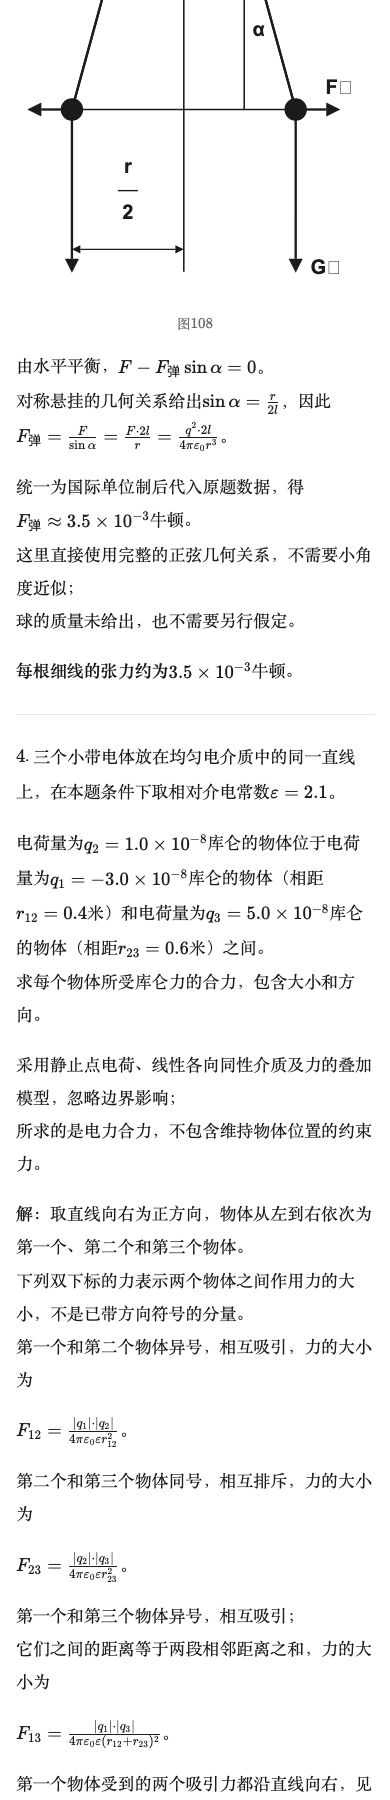 α
F□
r
2
G□
图108
由水平平衡，F − F弹 sin α = 0。
对称悬挂的几何关系给出sin α = r/2l，因此
F弹 = F/sin α = F·2l/r = q²·2l/4πε₀r³。
统一为国际单位制后代入原题数据，得
F弹 ≈ 3.5 × 10⁻³牛顿。
这里直接使用完整的正弦几何关系，不需要小角
度近似；
球的质量未给出，也不需要另行假定。
每根细线的张力约为3.5 × 10⁻³牛顿。
4. 三个小带电体放在均匀电介质中的同一直线
上，在本题条件下取相对介电常数ε = 2.1。
电荷量为q₂ = 1.0 × 10⁻⁸库仑的物体位于电荷
量为q₁ = −3.0 × 10⁻⁸库仑的物体（相距
r₁₂ = 0.4米）和电荷量为q₃ = 5.0 × 10⁻⁸库仑
的物体（相距r₂₃ = 0.6米）之间。
求每个物体所受库仑力的合力，包含大小和方
向。
采用静止点电荷、线性各向同性介质及力的叠加
模型，忽略边界影响；
所求的是电力合力，不包含维持物体位置的约束
力。
解：取直线向右为正方向，物体从左到右依次为
第一个、第二个和第三个物体。
下列双下标的力表示两个物体之间作用力的大
小，不是已带方向符号的分量。
第一个和第二个物体异号，相互吸引，力的大小
为
F₁₂ = |q₁|·|q₂|/4πε₀εr₁₂²。
第二个和第三个物体同号，相互排斥，力的大小
为
F₂₃ = |q₂|·|q₃|/4πε₀εr₂₃²。
第一个和第三个物体异号，相互吸引；
它们之间的距离等于两段相邻距离之和，力的大
小为
F₁₃ = |q₁|·|q₃|/4πε₀ε(r₁₂+r₂₃)²。
第一个物体受到的两个吸引力都沿直线向右，见